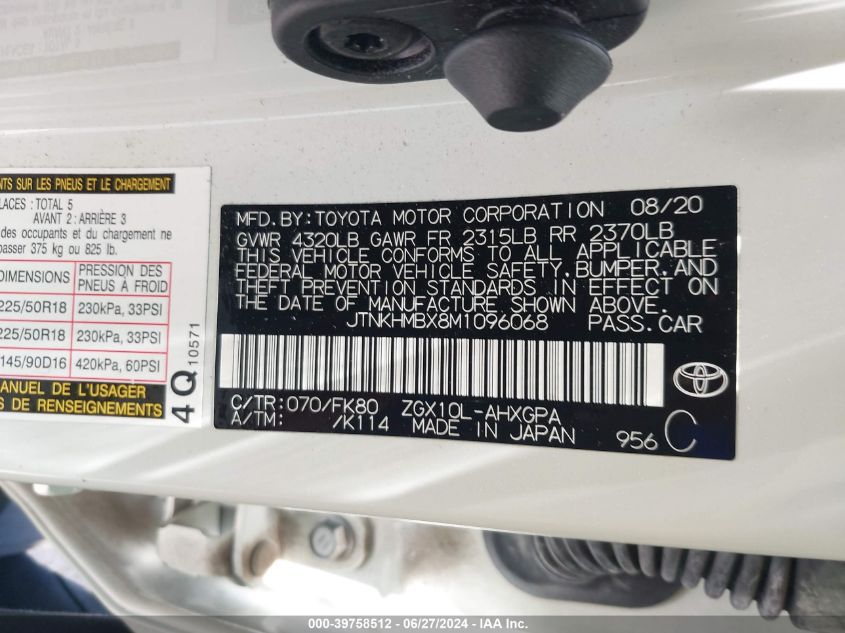 NTS SUR LES PNEUS ET LE CHARGEMENT
LACES : TOTAL 5
AVANT 2 : ARRIÈRE 3
des occupants et du chargement ne
passer 375 kg ou 825 lb.
DIMENSIONS
PRESSION DES
PNEUS À FROID
225/50R18 230kPa, 33PSI
225/50R18 230kPa, 33PSI
145/90D16 420kPa, 60PSI
MANUEL DE L'USAGER
DE RENSEIGNEMENTS
4Q 10571
MFD. BY: TOYOTA MOTOR CORPORATION 08/20
GVWR 4320LB GAWR FR 2315LB RR 2370LB
THIS VEHICLE CONFORMS TO ALL APPLICABLE
FEDERAL MOTOR VEHICLE SAFETY, BUMPER, AND
THEFT PREVENTION STANDARDS IN EFFECT ON
THE DATE OF MANUFACTURE SHOWN ABOVE.
JTNKHMBX8M1096068 PASS. CAR
C/TR: 070/FK80 ZGX10L-AHXGPA
A/TM: /K114 MADE IN JAPAN 956 C
000-39758512 - 06/27/2024 - IAA Inc.